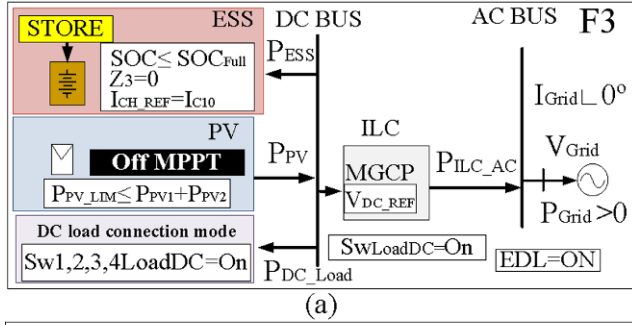 ESS
DC BUS
AC BUS
F3
STORE
SOC≤ SOCFull
Z3=0
ICH_REF=IC10
PESS
PV
Off MPPT
PPV_LIM≤ PPV1+PPV2
PPV
ILC
MGCP
VDC_REF
PILC_AC
IGrid∟0°
VGrid
PGrid>0
DC load connection mode
Sw1,2,3,4LoadDC=On
PDC_Load
SwLoadDC=On
EDL=ON
(a)